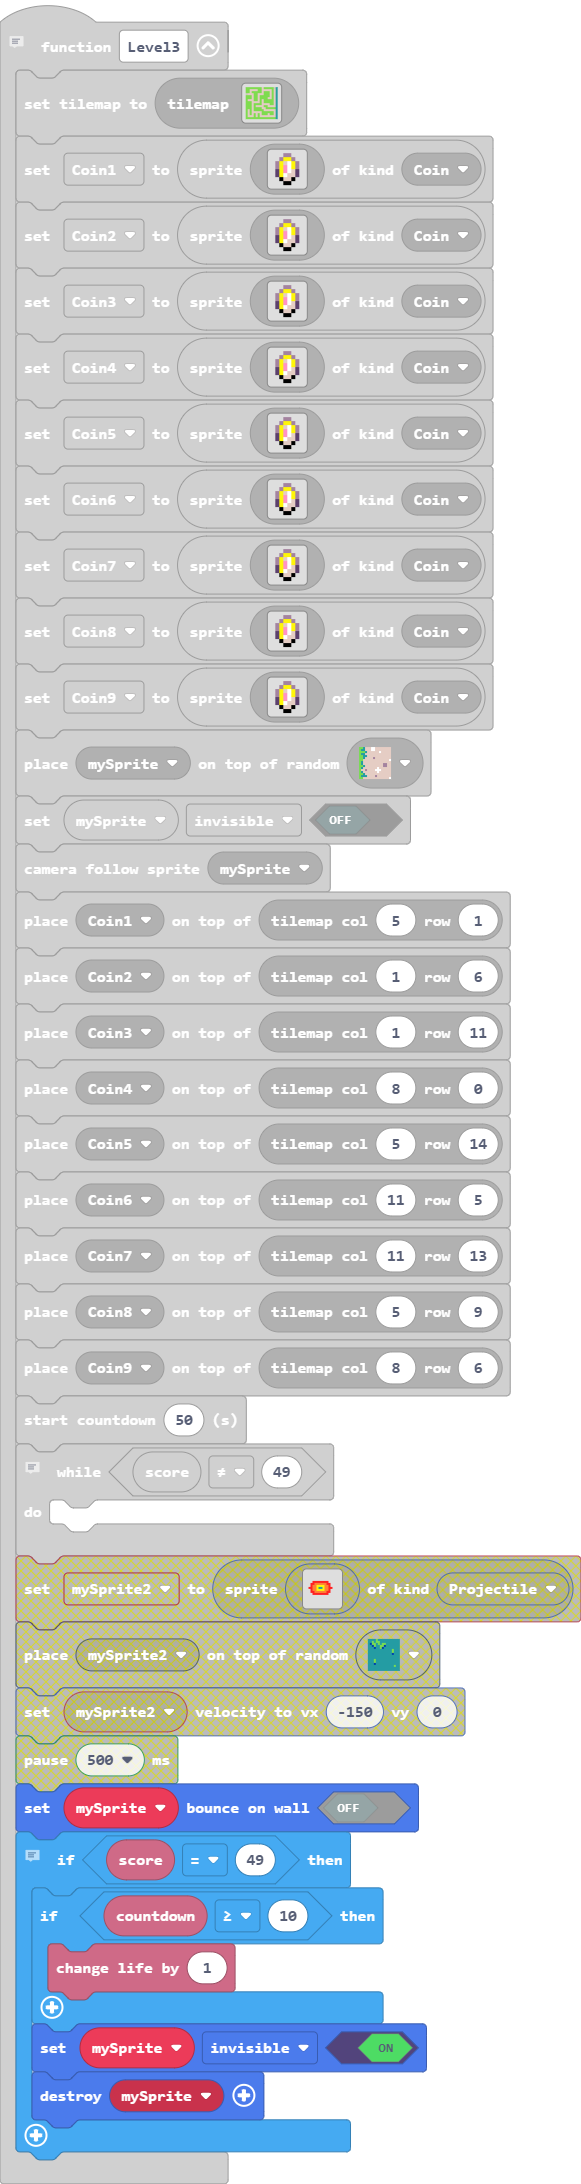 function Level3
set tilemap to tilemap
set Coin1 to sprite of kind Coin
set Coin2 to sprite of kind Coin
set Coin3 to sprite of kind Coin
set Coin4 to sprite of kind Coin
set Coin5 to sprite of kind Coin
set Coin6 to sprite of kind Coin
set Coin7 to sprite of kind Coin
set Coin8 to sprite of kind Coin
set Coin9 to sprite of kind Coin
place mySprite on top of random
set mySprite invisible OFF
camera follow sprite mySprite
place Coin1 on top of tilemap col 5 row 1
place Coin2 on top of tilemap col 1 row 6
place Coin3 on top of tilemap col 1 row 11
place Coin4 on top of tilemap col 8 row 0
place Coin5 on top of tilemap col 5 row 14
place Coin6 on top of tilemap col 11 row 5
place Coin7 on top of tilemap col 11 row 13
place Coin8 on top of tilemap col 5 row 9
place Coin9 on top of tilemap col 8 row 6
start countdown 50 (s)
while score ≠ 49
do
set mySprite2 to sprite of kind Projectile
place mySprite2 on top of random
set mySprite2 velocity to vx -150 vy 0
pause 500 ms
set mySprite bounce on wall OFF
if score = 49 then
if countdown ≥ 10 then
change life by 1
set mySprite invisible ON
destroy mySprite